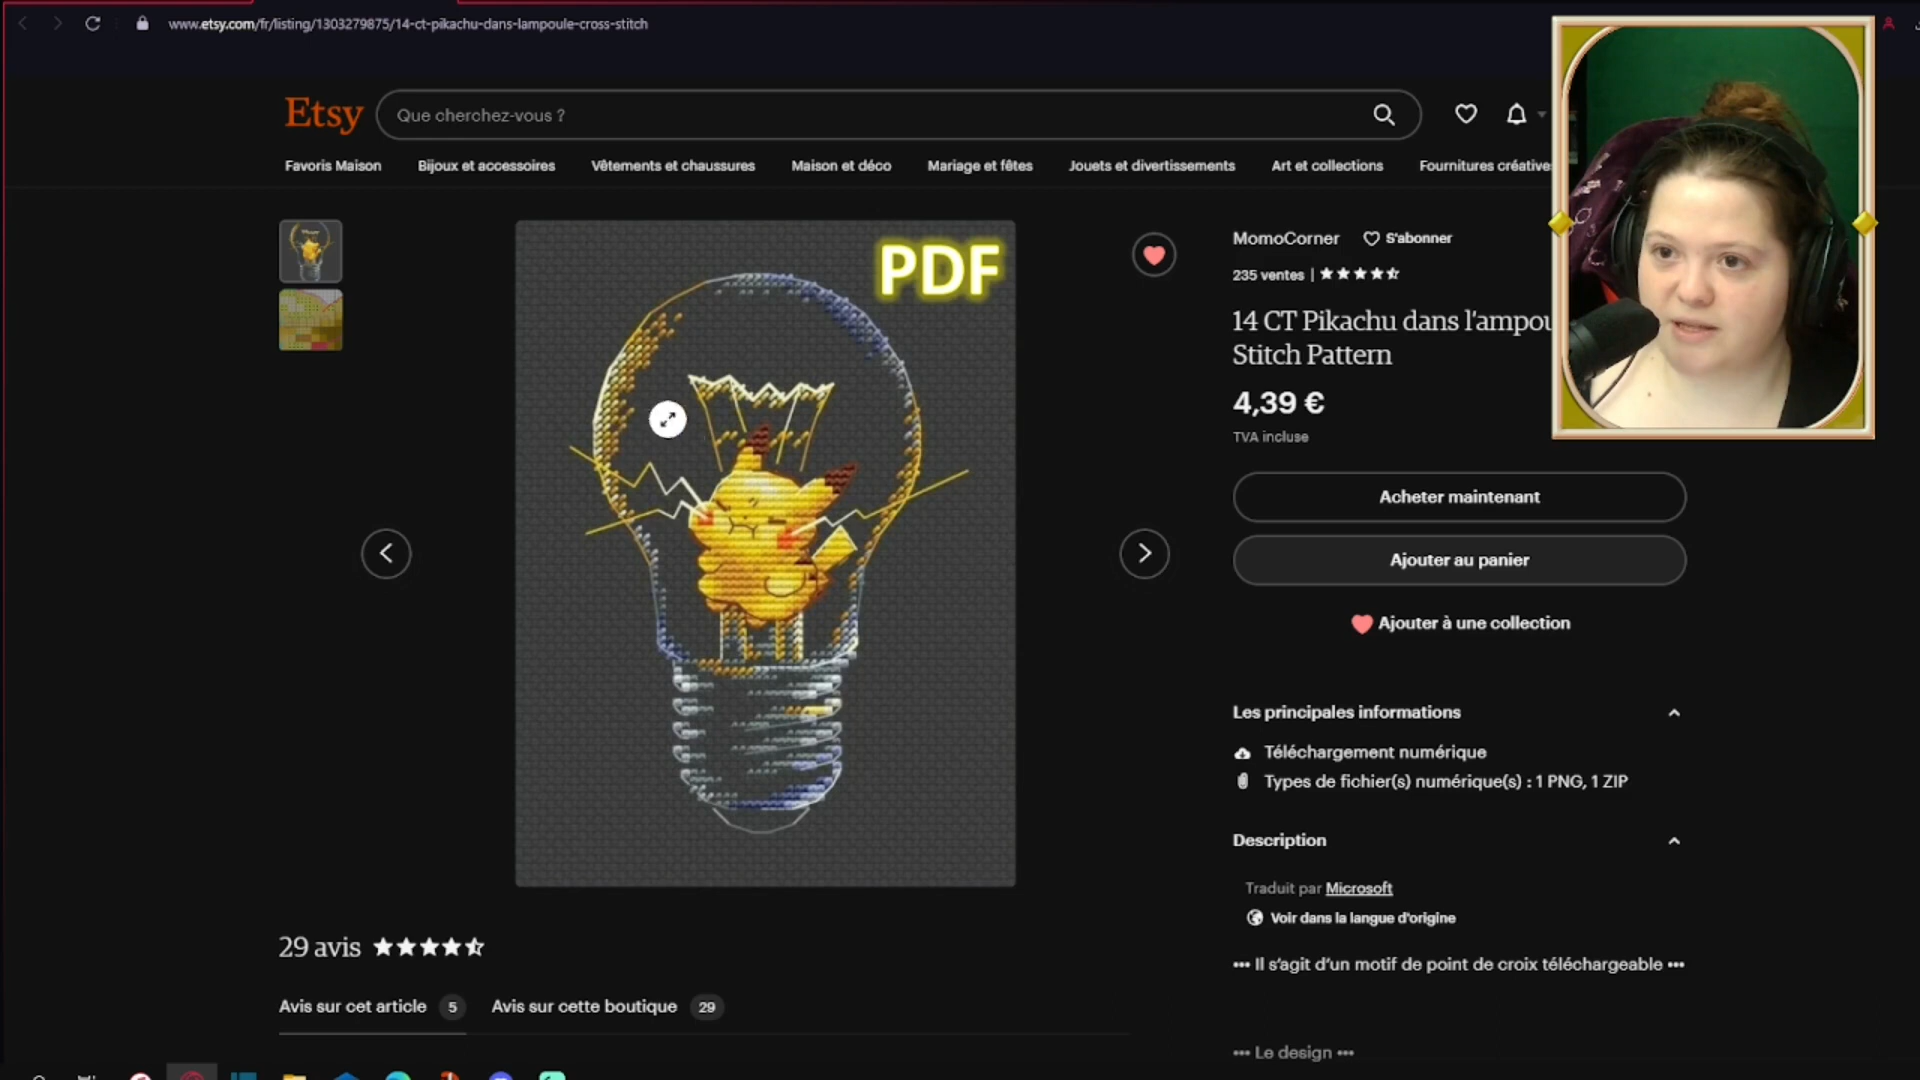 www.etsy.com/fr/listing/1303279875/14-ct-pikachu-dans-lampoule-cross-stitch
Etsy
Que cherchez-vous ?
Favoris Maison
Bijoux et accessoires
Vêtements et chaussures
Maison et déco
Mariage et fêtes
Jouets et divertissements
Art et collections
Fournitures créative
PDF
MomoCorner
S'abonner
235 ventes |
14 CT Pikachu dans l'ampou
Stitch Pattern
4,39 €
TVA incluse
Acheter maintenant
Ajouter au panier
Ajouter à une collection
Les principales informations
Téléchargement numérique
Types de fichier(s) numérique(s) : 1 PNG, 1 ZIP
Description
Traduit par Microsoft
Voir dans la langue d'origine
••• Il s'agit d'un motif de point de croix téléchargeable •••
••• Le design •••
29 avis
Avis sur cet article 5
Avis sur cette boutique 29